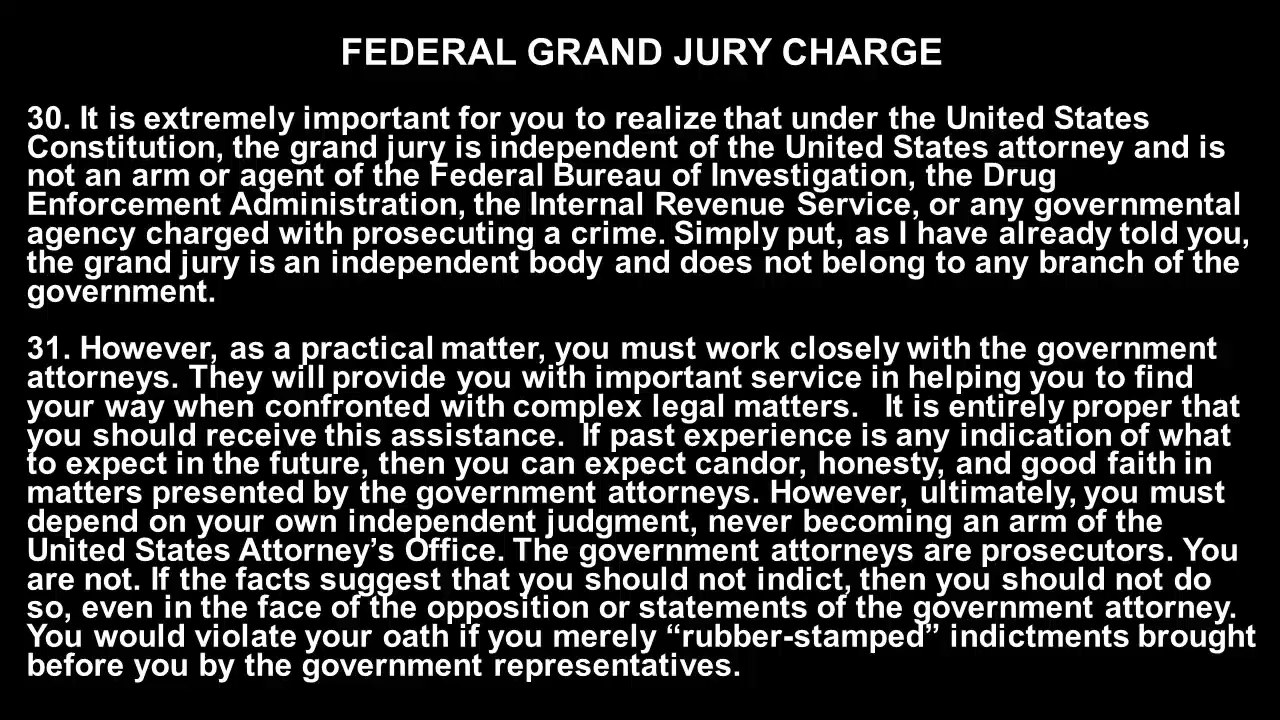 FEDERAL GRAND JURY CHARGE
30. It is extremely important for you to realize that under the United States
Constitution, the grand jury is independent of the United States attorney and is
not an arm or agent of the Federal Bureau of Investigation, the Drug
Enforcement Administration, the Internal Revenue Service, or any governmental
agency charged with prosecuting a crime. Simply put, as I have already told you,
the grand jury is an independent body and does not belong to any branch of the
government.
31. However, as a practical matter, you must work closely with the government
attorneys. They will provide you with important service in helping you to find
your way when confronted with complex legal matters.   It is entirely proper that
you should receive this assistance.  If past experience is any indication of what
to expect in the future, then you can expect candor, honesty, and good faith in
matters presented by the government attorneys. However, ultimately, you must
depend on your own independent judgment, never becoming an arm of the
United States Attorney’s Office. The government attorneys are prosecutors. You
are not. If the facts suggest that you should not indict, then you should not do
so, even in the face of the opposition or statements of the government attorney.
You would violate your oath if you merely “rubber-stamped” indictments brought
before you by the government representatives.